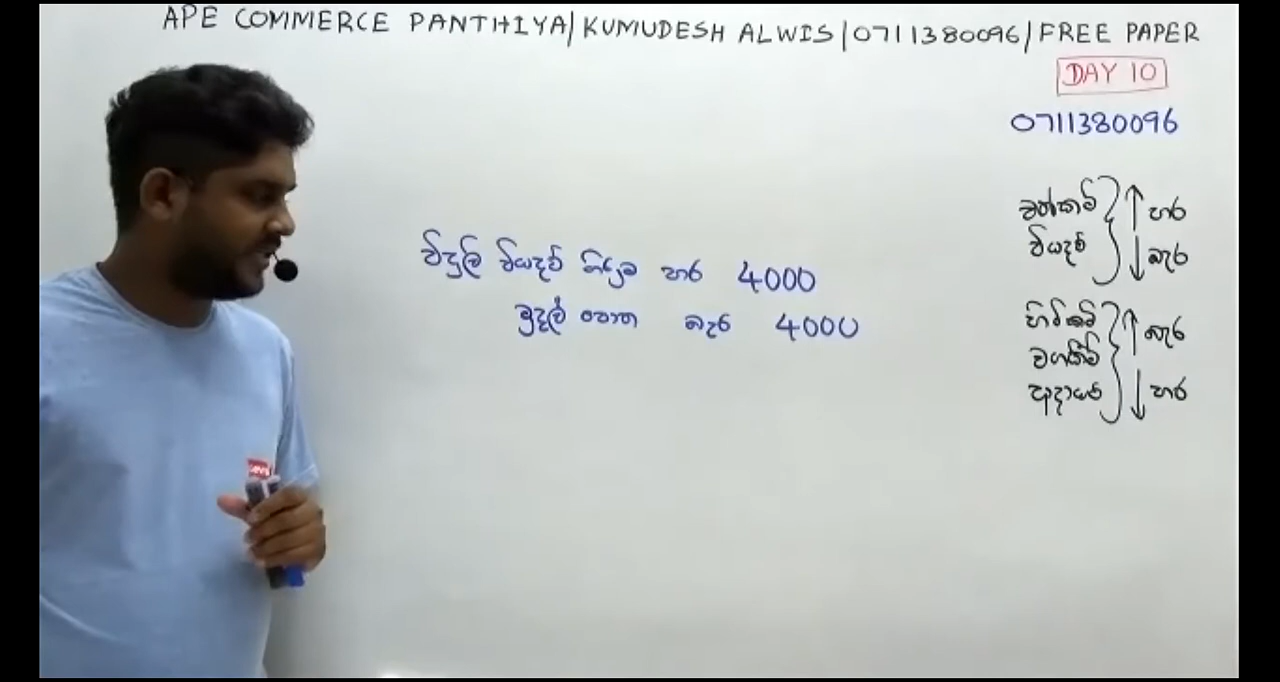 APE COMMERCE PANTHIYA/KUMUDESH ALWIS/0711380096/FREE PAPER
DAY 10
0711380096
විදුලි වියදම් ගිණුම හර 4000
මුදල් පොත බැර 4000
වත්කම් ↑ හර
වියදම් ↓ බැර
හිමිකම් ↑ බැර
වගකීම්
ආදායම් ↓ හර
Levi's